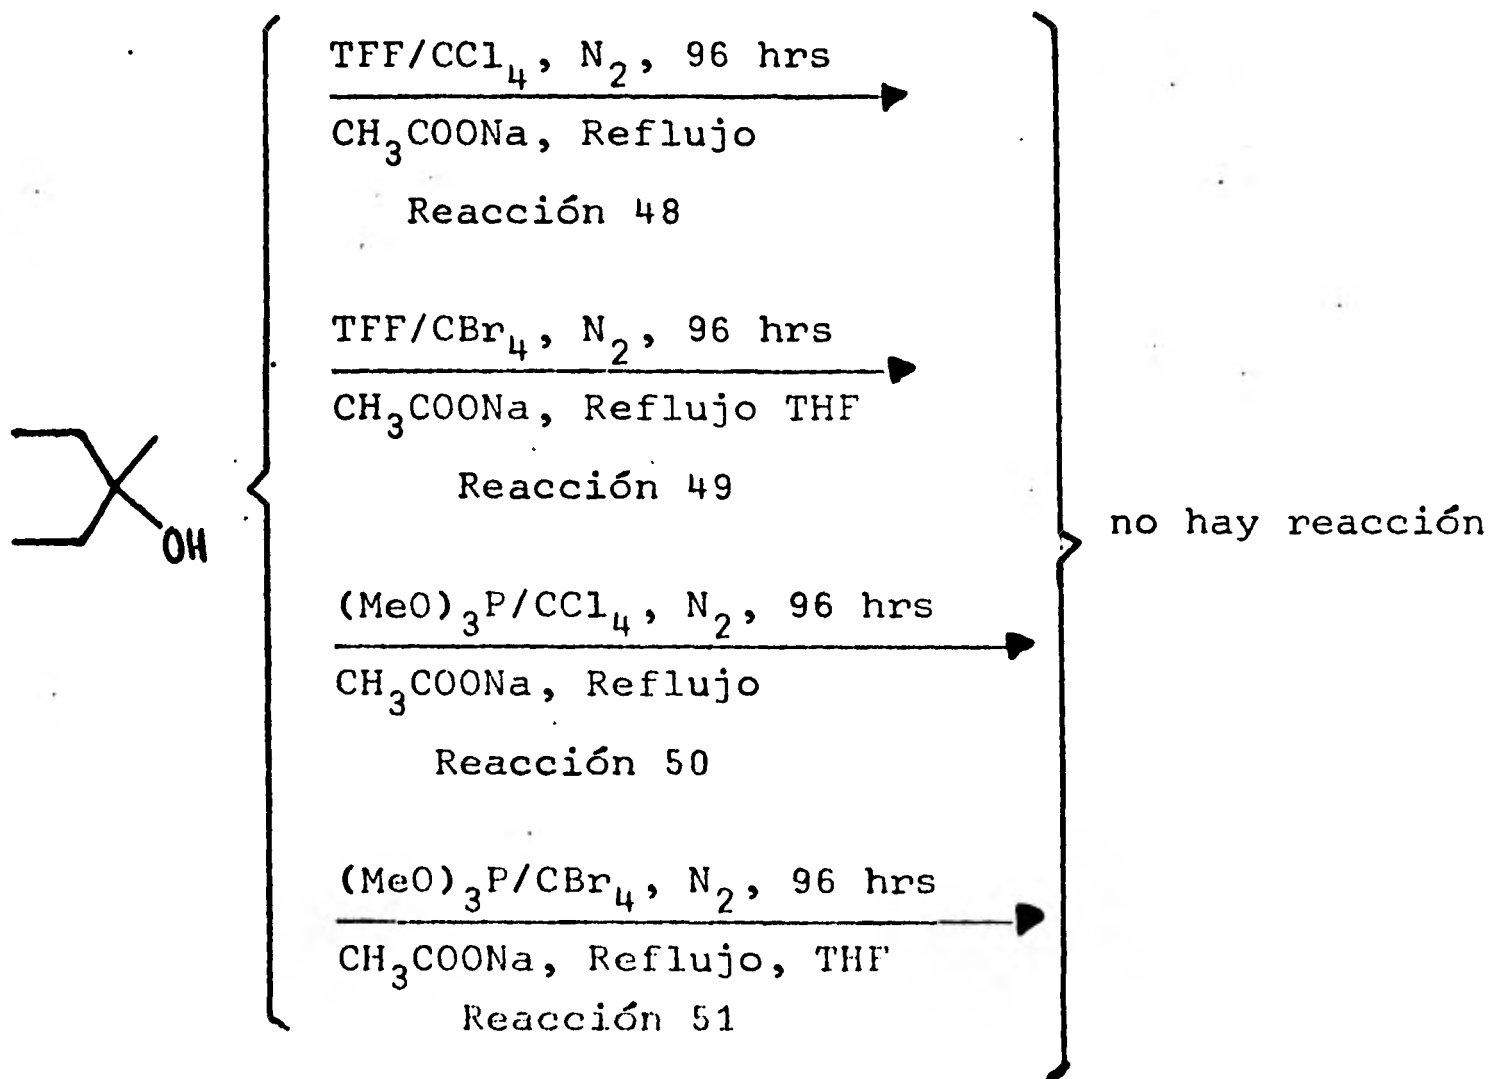 TFF/CCl₄, N₂, 96 hrs
CH₃COONa, Reflujo
Reacción 48
TFF/CBr₄, N₂, 96 hrs
CH₃COONa, Reflujo THF
Reacción 49
OH
no hay reacción
(MeO)₃P/CCl₄, N₂, 96 hrs
CH₃COONa, Reflujo
Reacción 50
(MeO)₃P/CBr₄, N₂, 96 hrs
CH₃COONa, Reflujo, THF
Reacción 51